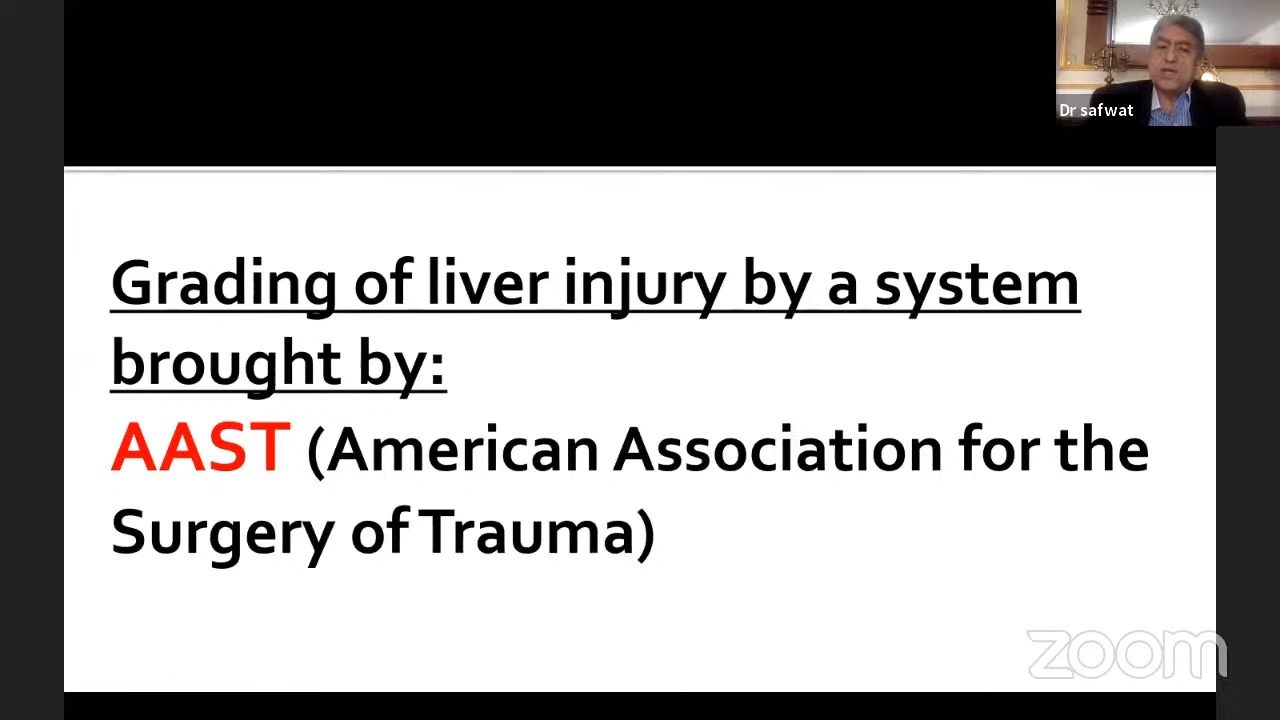 Dr safwat
Grading of liver injury by a system
brought by:
AAST (American Association for the
Surgery of Trauma)
zoom